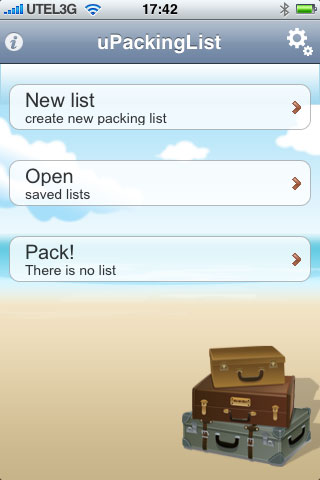 UTEL3G 17:42
uPackingList
New list
create new packing list
Open
saved lists
Pack!
There is no list